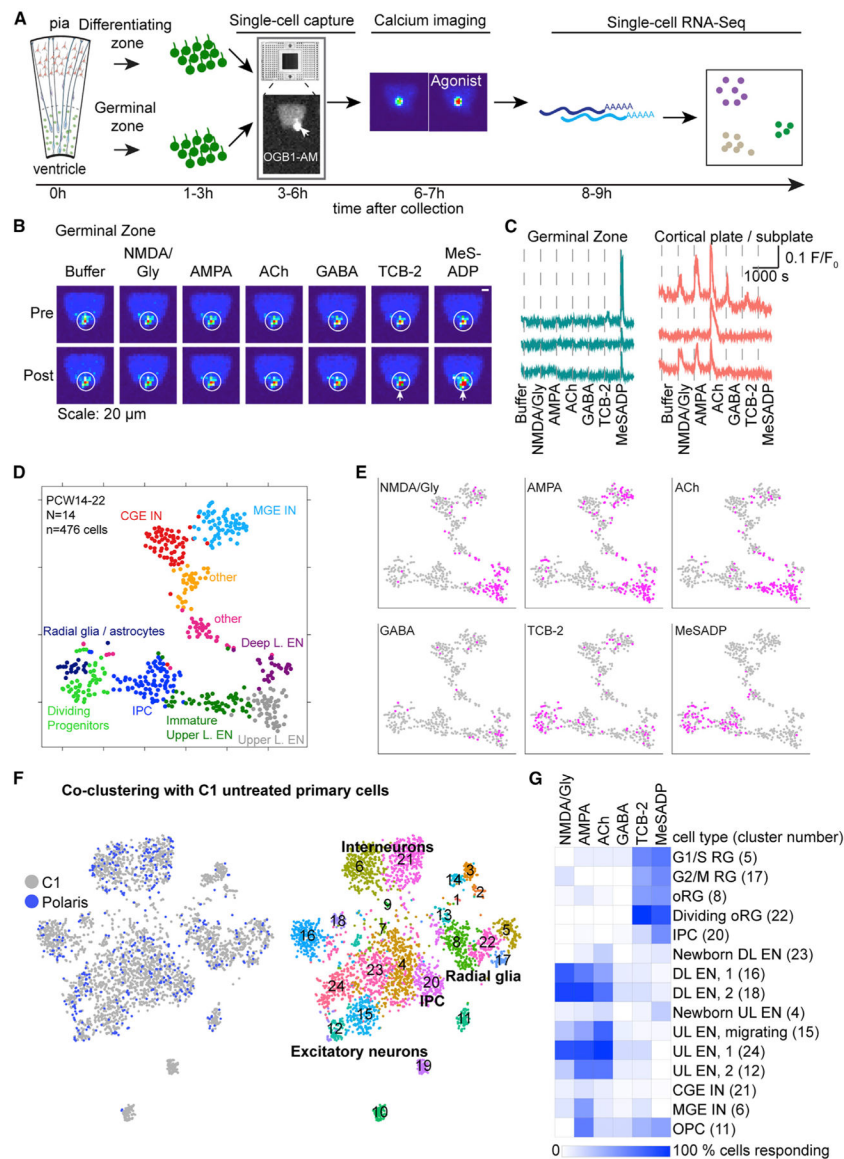 A
pia
Differentiating
zone
Germinal
zone
ventricle
Single-cell capture
OGB1-AM
Calcium imaging
Agonist
Single-cell RNA-Seq
AAAAA
AAAAA
0h
1-3h
3-6h
6-7h
8-9h
time after collection
B
Germinal Zone
Buffer
NMDA/
Gly
AMPA
ACh
GABA
TCB-2
MeS-
ADP
Pre
Post
Scale: 20 μm
C
Germinal Zone
Cortical plate / subplate
0.1 F/F0
1000 s
Buffer
NMDA/Gly
AMPA
ACh
GABA
TCB-2
MeSADP
Buffer
NMDA/Gly
AMPA
ACh
GABA
TCB-2
MeSADP
D
PCW14-22
N=14
n=476 cells
CGE IN
MGE IN
other
other
Radial glia / astrocytes
Deep L. EN
Dividing
Progenitors
IPC
Immature
Upper L. EN
Upper L. EN
E
NMDA/Gly
AMPA
ACh
GABA
TCB-2
MeSADP
F
Co-clustering with C1 untreated primary cells
C1
Polaris
Interneurons
6
21
14
3
2
1
9
13
18
16
7
8
22
5
17
Radial glia
23
4
24
20
IPC
15
12
11
Excitatory neurons
19
10
G
NMDA/Gly
AMPA
ACh
GABA
TCB-2
MeSADP
cell type (cluster number)
G1/S RG (5)
G2/M RG (17)
oRG (8)
Dividing oRG (22)
IPC (20)
Newborn DL EN (23)
DL EN, 1 (16)
DL EN, 2 (18)
Newborn UL EN (4)
UL EN, migrating (15)
UL EN, 1 (24)
UL EN, 2 (12)
CGE IN (21)
MGE IN (6)
OPC (11)
0
100 % cells responding